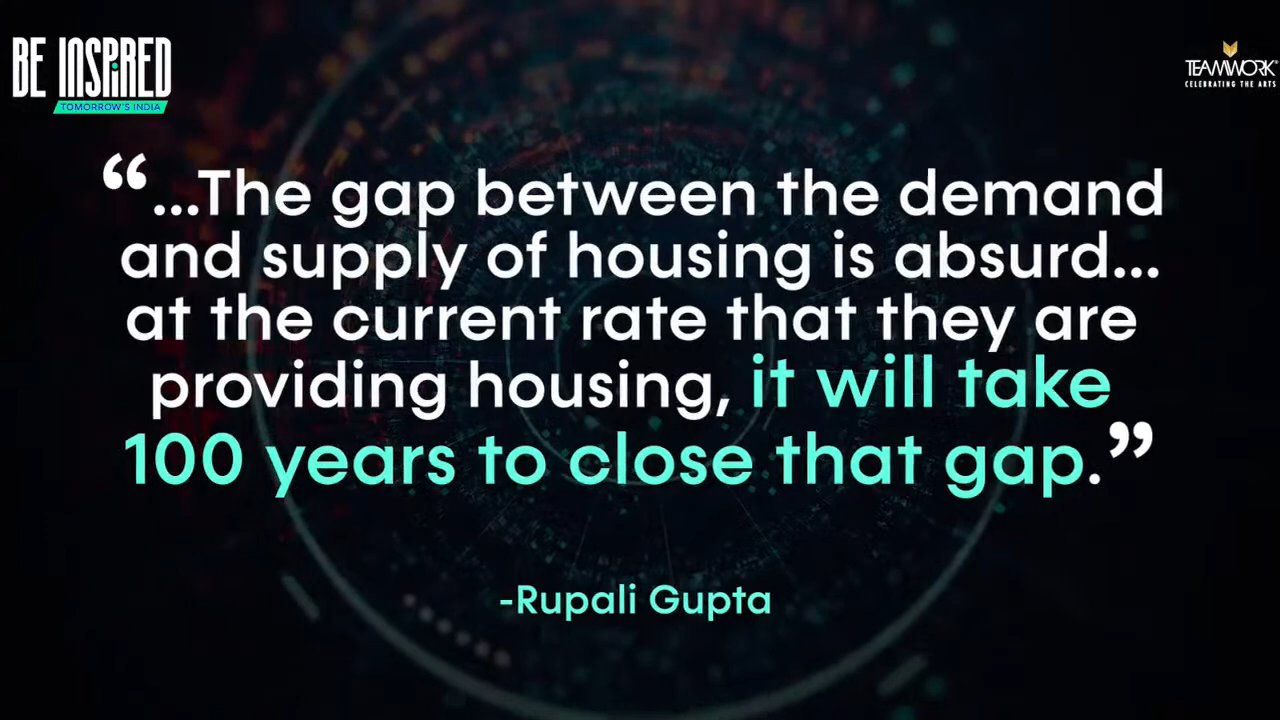 BE INSPIRED
TOMORROW'S INDIA
TEAMWORK®
CELEBRATING THE ARTS
“...The gap between the demand
and supply of housing is absurd...
at the current rate that they are
providing housing, it will take
100 years to close that gap.”
-Rupali Gupta